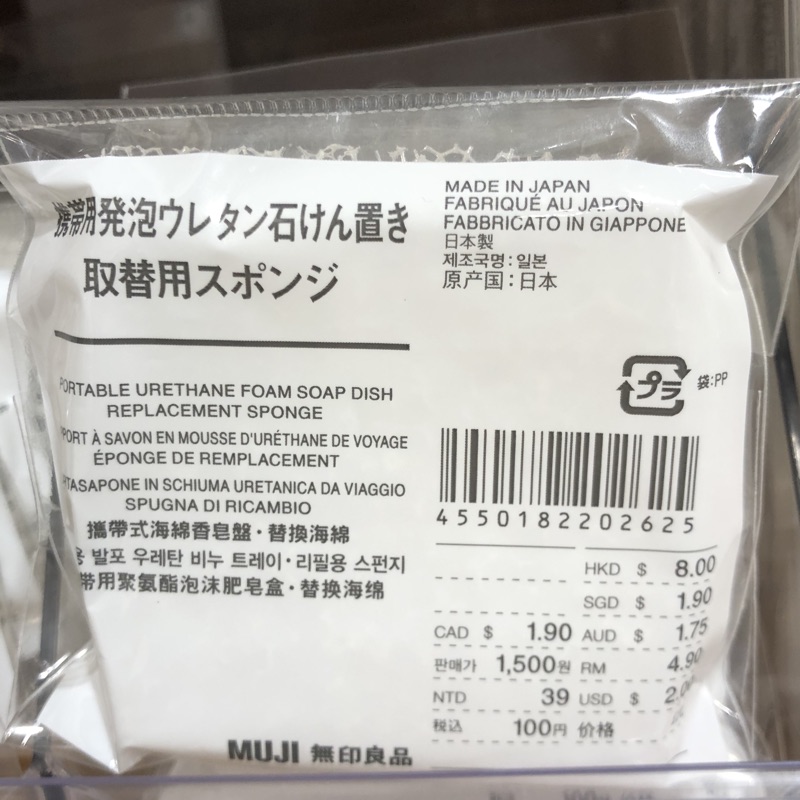 携帯用発泡ウレタン石けん置き
取替用スポンジ
PORTABLE URETHANE FOAM SOAP DISH
REPLACEMENT SPONGE
À SAVON EN MOUSSE D'URÉTHANE DE VOYAGE
ÉPONGE DE REMPLACEMENT
IN SCHIUMA URETANICA DA VIAGGIO
SPUGNA DI RICAMBIO
攜帶式海綿香皂盤・替換海綿
발포 우레탄 비누 트레이・리필용 스펀지
带用聚氨酯泡沫肥皂盒・替换海绵
MUJI 無印良品
MADE IN JAPAN
FABRIQUÉ AU JAPON
FABBRICATO IN GIAPPONE
日本製
제조국명:일본
原产国:日本
プラ
袋:PP
4550182202625
HKD $ 8.00
SGD $ 1.90
CAD $ 1.90 AUD $ 1.75
판매가 1,500원 RM 4.90
NTD 39 USD $
税込 100円 价格